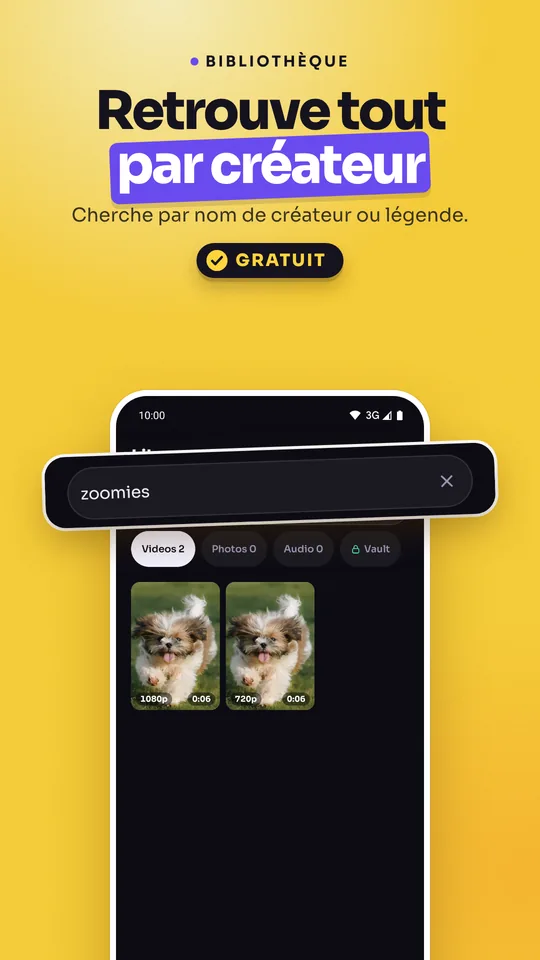 BIBLIOTHÈQUE
Retrouve tout
par créateur
Cherche par nom de créateur ou légende.
GRATUIT
10:00
3G
zoomies
Videos 2
Photos 0
Audio 0
Vault
1080p
0:06
720p
0:06